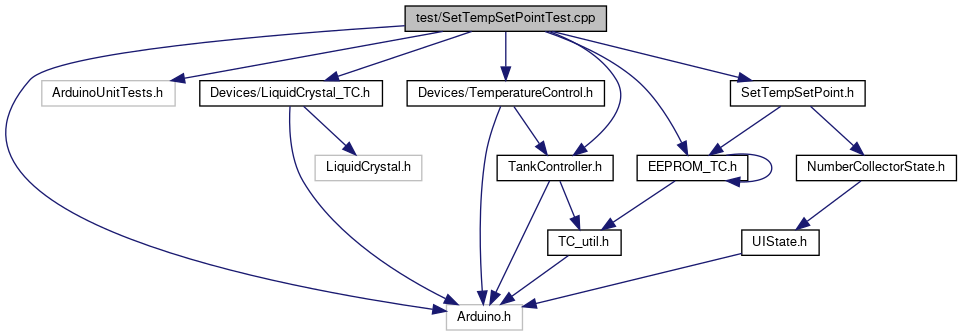 test/SetTempSetPointTest.cpp
ArduinoUnitTests.h
Devices/LiquidCrystal_TC.h
Devices/TemperatureControl.h
SetTempSetPoint.h
LiquidCrystal.h
TankController.h
EEPROM_TC.h
NumberCollectorState.h
TC_util.h
UIState.h
Arduino.h